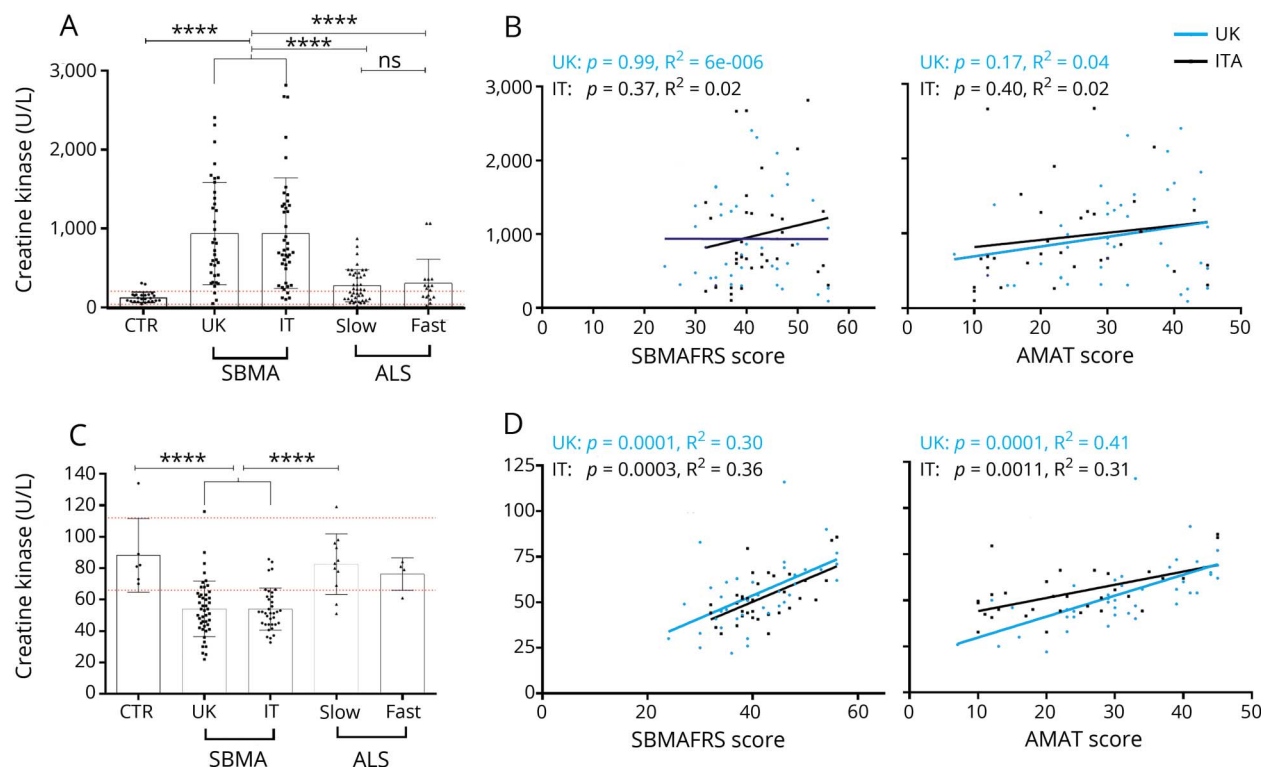 A
****
****
****
ns
Creatine kinase (U/L)
3,000
2,000
1,000
0
CTR
UK
IT
Slow
Fast
SBMA
ALS
B
UK: p = 0.99, R² = 6e-006
IT: p = 0.37, R² = 0.02
3,000
2,000
1,000
0
0
20
40
60
SBMAFRS score
UK: p = 0.17, R² = 0.04
IT: p = 0.40, R² = 0.02
0
10
20
30
40
50
AMAT score
UK
ITA
C
****
****
Creatine kinase (U/L)
140
120
100
80
60
40
20
0
CTR
UK
IT
Slow
Fast
SBMA
ALS
D
UK: p = 0.0001, R² = 0.30
IT: p = 0.0003, R² = 0.36
125
100
75
50
25
0
0
20
40
60
SBMAFRS score
UK: p = 0.0001, R² = 0.41
IT: p = 0.0011, R² = 0.31
0
10
20
30
40
50
AMAT score